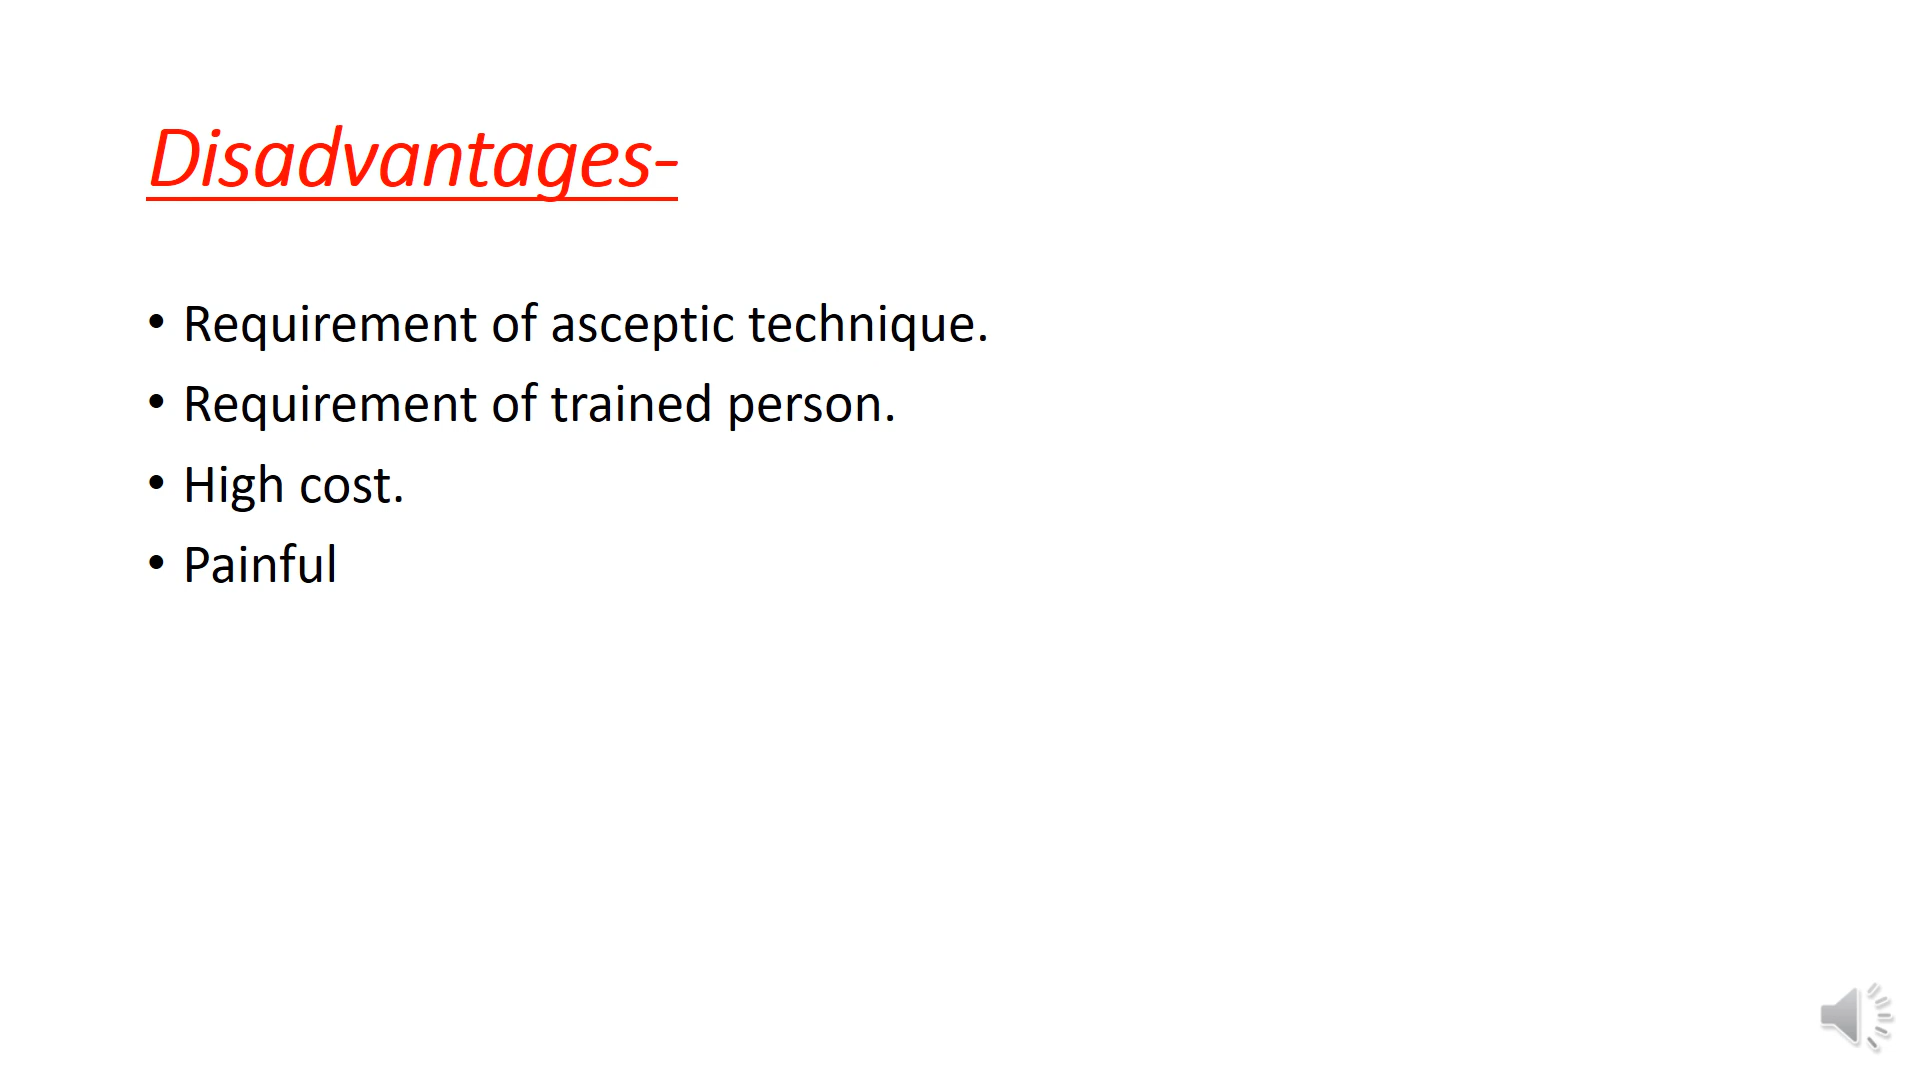 Disadvantages-
• Requirement of asceptic technique.
• Requirement of trained person.
• High cost.
• Painful